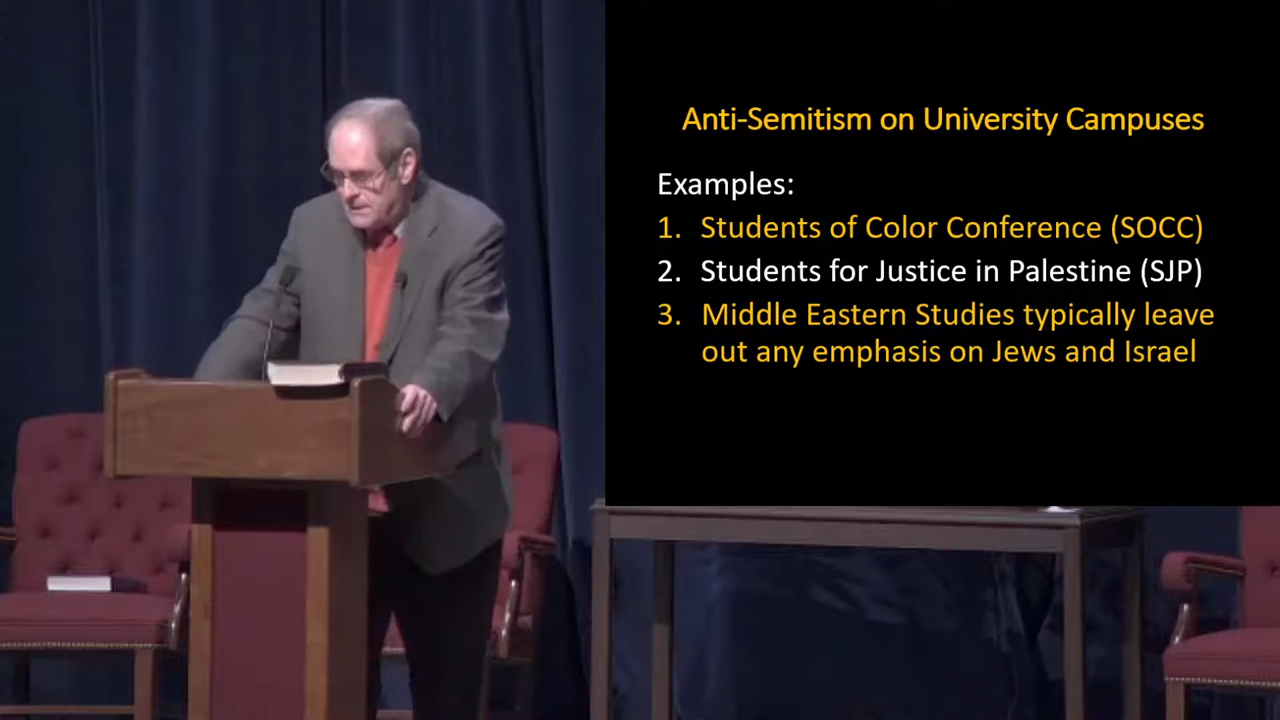 Anti-Semitism on University Campuses
Examples:
1. Students of Color Conference (SOCC)
2. Students for Justice in Palestine (SJP)
3. Middle Eastern Studies typically leave
out any emphasis on Jews and Israel